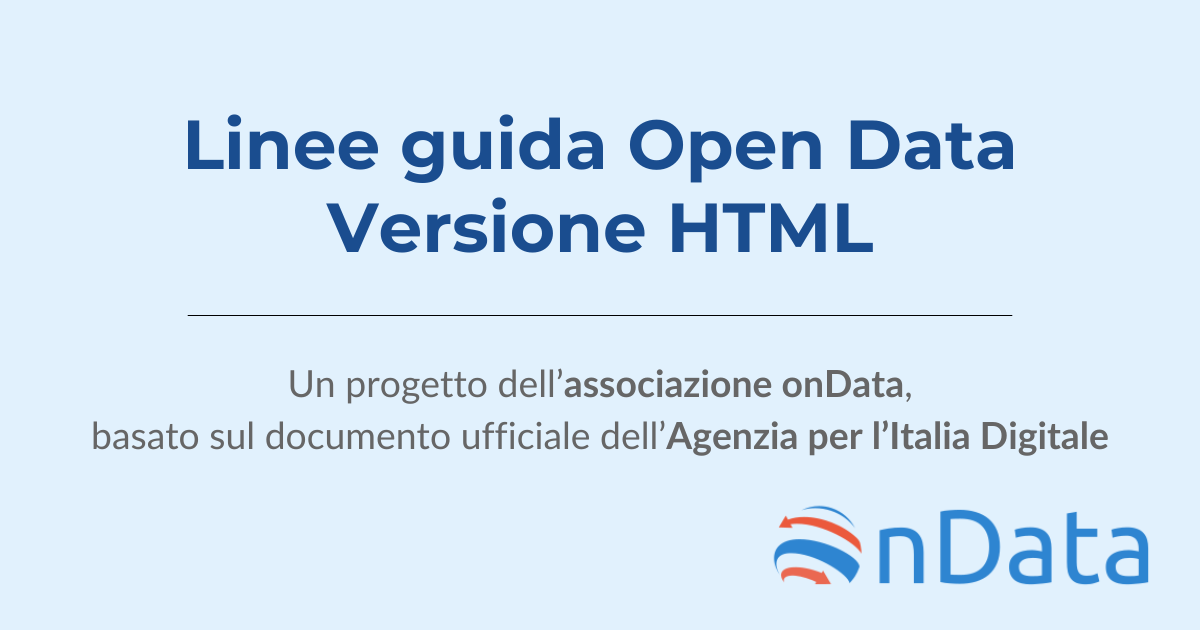 Linee guida Open Data
Versione HTML
Un progetto dell’associazione onData,
basato sul documento ufficiale dell’Agenzia per l’Italia Digitale
onData